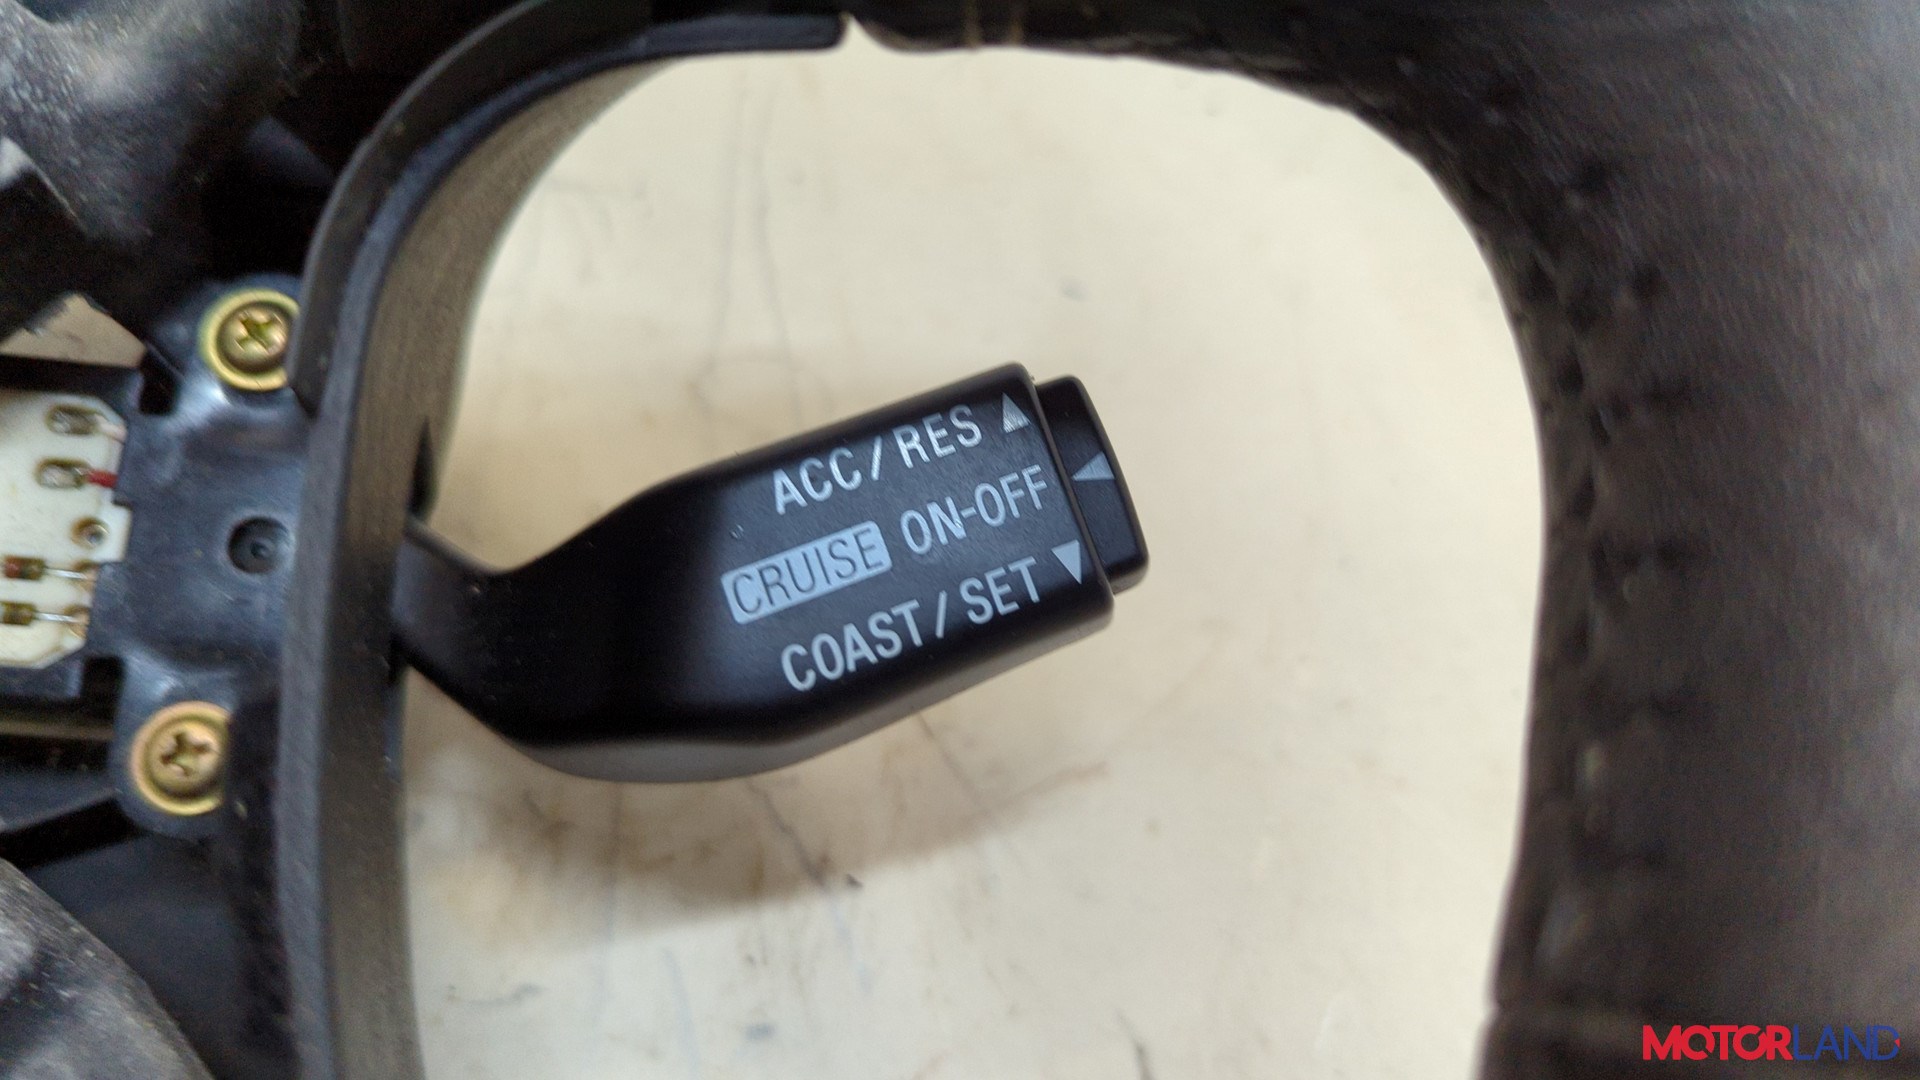 ACC/RES ▲
CRUISE ON-OFF ◀
COAST/SET ▼
MOTORLAND